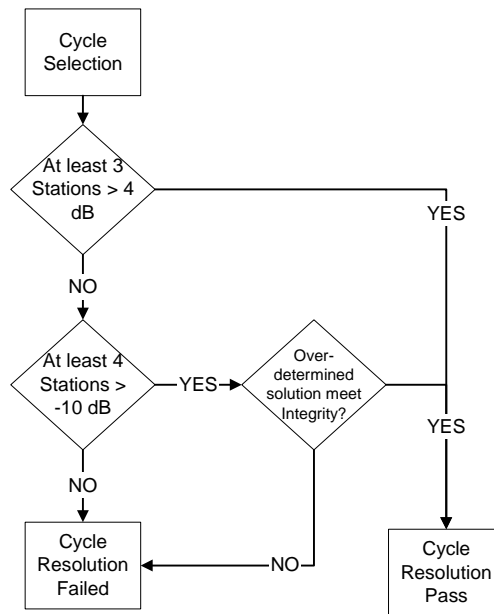 Cycle
Selection
At least 3
Stations > 4
dB
YES
NO
At least 4
Stations >
-10 dB
YES
Over-
determined
solution meet
Integrity?
YES
NO
Cycle
Resolution
Failed
NO
Cycle
Resolution
Pass